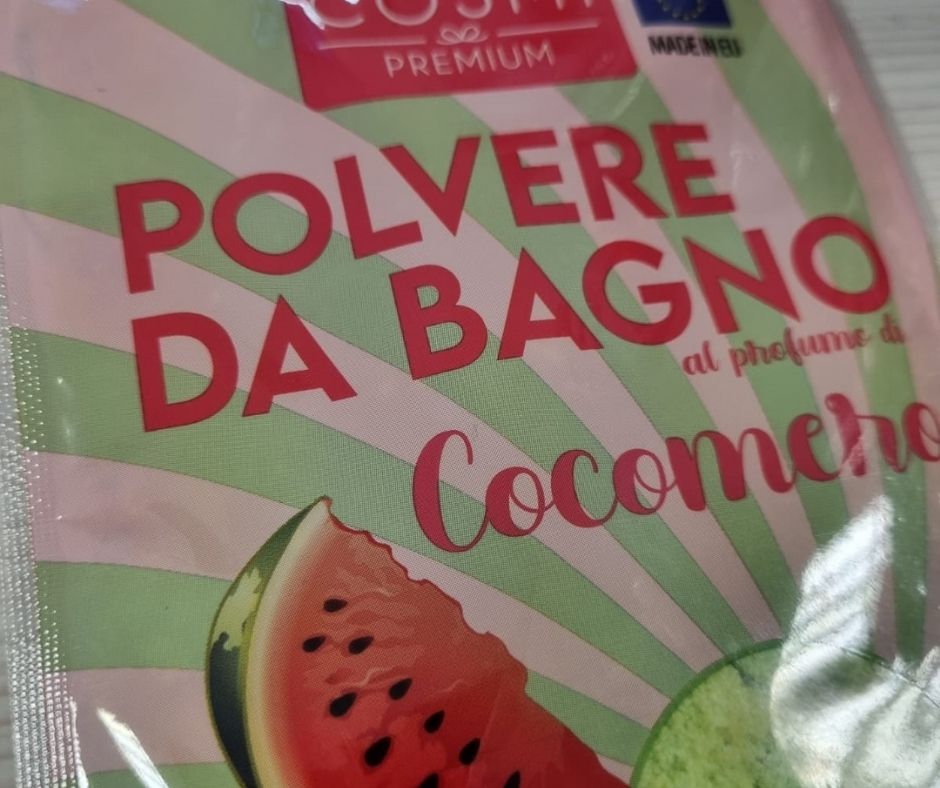 PREMIUM
MADE IN EU
POLVERE
DA BAGNO
al profumo di
Cocomero